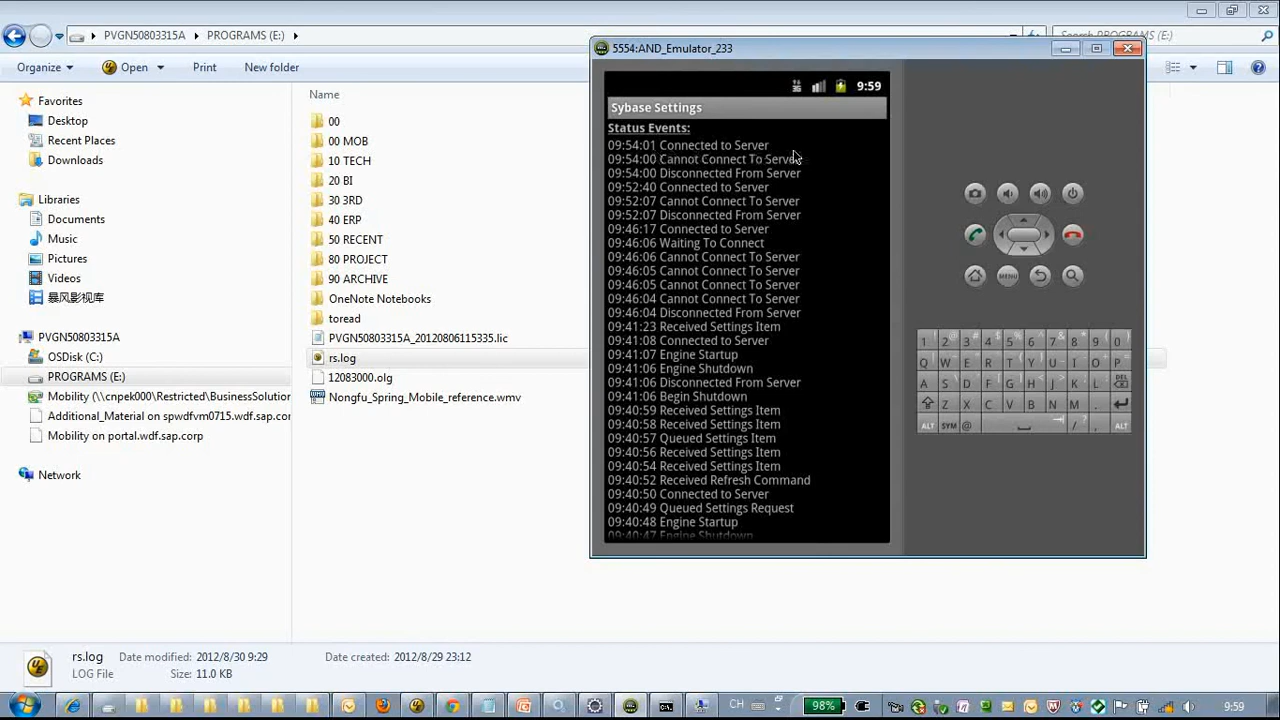 PVGN50803315A
PROGRAMS (E:)
Search PROGRAMS (E:)
Organize
Open
Print
New folder
Favorites
Desktop
Recent Places
Downloads
Libraries
Documents
Music
Pictures
Videos
暴风影视库
PVGN50803315A
OSDisk (C:)
PROGRAMS (E:)
Mobility (\\cnpek000\Restricted\BusinessSolution
Additional_Material on spwdfvm0715.wdf.sap.cor
Mobility on portal.wdf.sap.corp
Network
Name
00
00 MOB
10 TECH
20 BI
30 3RD
40 ERP
50 RECENT
80 PROJECT
90 ARCHIVE
OneNote Notebooks
toread
PVGN50803315A_20120806115335.lic
rs.log
12083000.olg
Nongfu_Spring_Mobile_reference.wmv
5554:AND_Emulator_233
3G
9:59
Sybase Settings
Status Events:
09:54:01 Connected to Server
09:54:00 Cannot Connect To Server
09:54:00 Disconnected From Server
09:52:40 Connected to Server
09:52:07 Cannot Connect To Server
09:52:07 Disconnected From Server
09:46:17 Connected to Server
09:46:06 Waiting To Connect
09:46:06 Cannot Connect To Server
09:46:05 Cannot Connect To Server
09:46:05 Cannot Connect To Server
09:46:04 Cannot Connect To Server
09:46:04 Disconnected From Server
09:41:23 Received Settings Item
09:41:08 Connected to Server
09:41:07 Engine Startup
09:41:06 Engine Shutdown
09:41:06 Disconnected From Server
09:41:06 Begin Shutdown
09:40:59 Received Settings Item
09:40:58 Received Settings Item
09:40:57 Queued Settings Item
09:40:56 Received Settings Item
09:40:54 Received Settings Item
09:40:52 Received Refresh Command
09:40:50 Connected to Server
09:40:49 Queued Settings Request
09:40:48 Engine Startup
09:40:47 Engine Shutdown
MENU
1 2 3 4 5 6 7 8 9 0
Q W E R T Y U I O P
A S D F G H J K L DEL
Z X C V B N M .
ALT SYM @ / , ALT
rs.log Date modified: 2012/8/30 9:29 Date created: 2012/8/29 23:12
LOG File Size: 11.0 KB
CH
98%
9:59